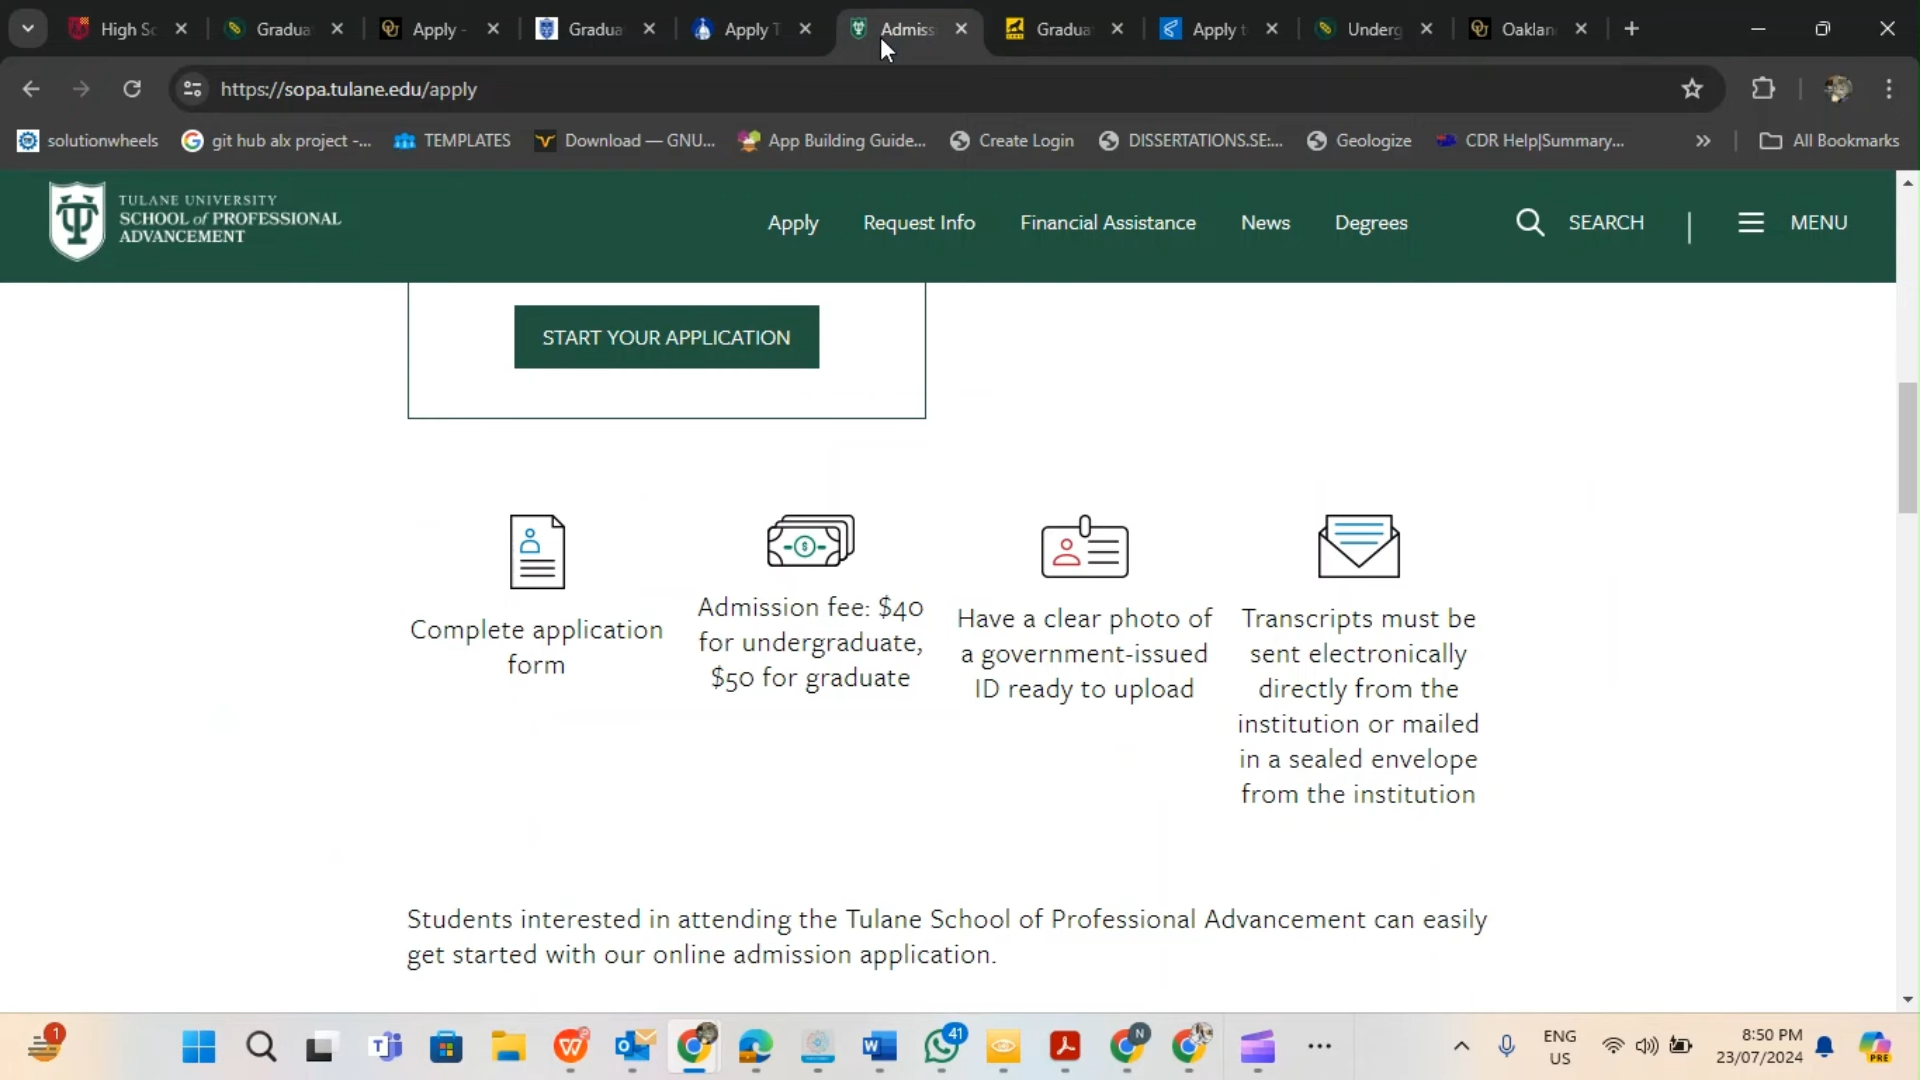 High Sc
Gradua
Apply -
Gradua
Apply T
Admiss
Gradua
Apply t
Underg
Oaklan
https://sopa.tulane.edu/apply
solutionwheels
git hub alx project -...
TEMPLATES
Download — GNU...
App Building Guide...
Create Login
DISSERTATIONS.SE:...
Geologize
CDR Help|Summary...
All Bookmarks
TULANE UNIVERSITY
SCHOOL of PROFESSIONAL
ADVANCEMENT
Apply
Request Info
Financial Assistance
News
Degrees
SEARCH
MENU
START YOUR APPLICATION
Complete application
form
Admission fee: $40
for undergraduate,
$50 for graduate
Have a clear photo of
a government-issued
ID ready to upload
Transcripts must be
sent electronically
directly from the
institution or mailed
in a sealed envelope
from the institution
Students interested in attending the Tulane School of Professional Advancement can easily
get started with our online admission application.
1
41
N
ENG
US
8:50 PM
23/07/2024
PRE